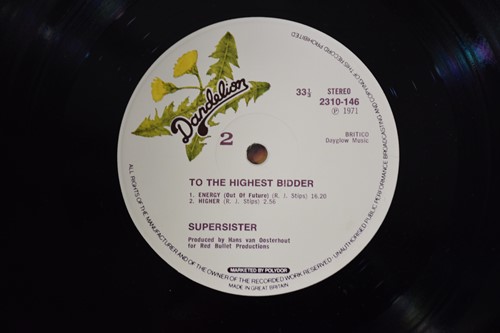 Dandelion
2
33⅓ STEREO
2310-146
Ⓟ 1971
BRITICO
Dayglow Music
TO THE HIGHEST BIDDER
1. ENERGY (Out Of Future) (R. J. Stips) 16.20
2. HIGHER (R. J. Stips) 2.56
SUPERSISTER
Produced by Hans van Oosterhout
for Red Bullet Productions
ALL RIGHTS OF THE MANUFACTURER AND OF THE OWNER OF THE RECORDED WORK RESERVED - UNAUTHORISED PUBLIC PERFORMANCE BROADCASTING AND COPYING OF THIS RECORD PROHIBITED
MARKETED BY POLYDOR
MADE IN GREAT BRITAIN